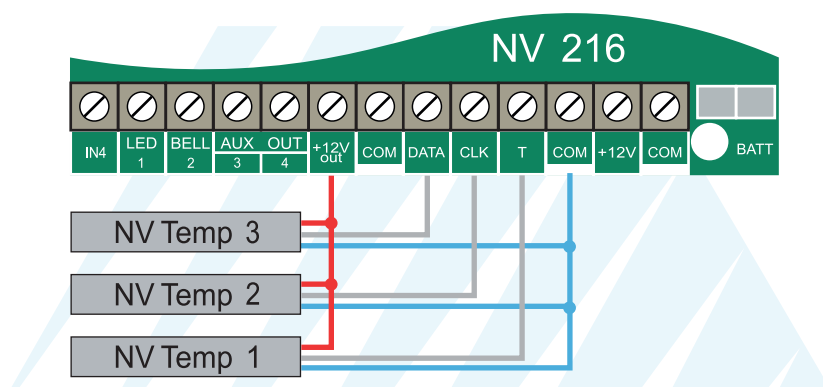 NV 216
IN4 LED 1 BELL 2 AUX 3 OUT 4 +12V out COM DATA CLK T COM +12V COM BATT
NV Temp 3
NV Temp 2
NV Temp 1